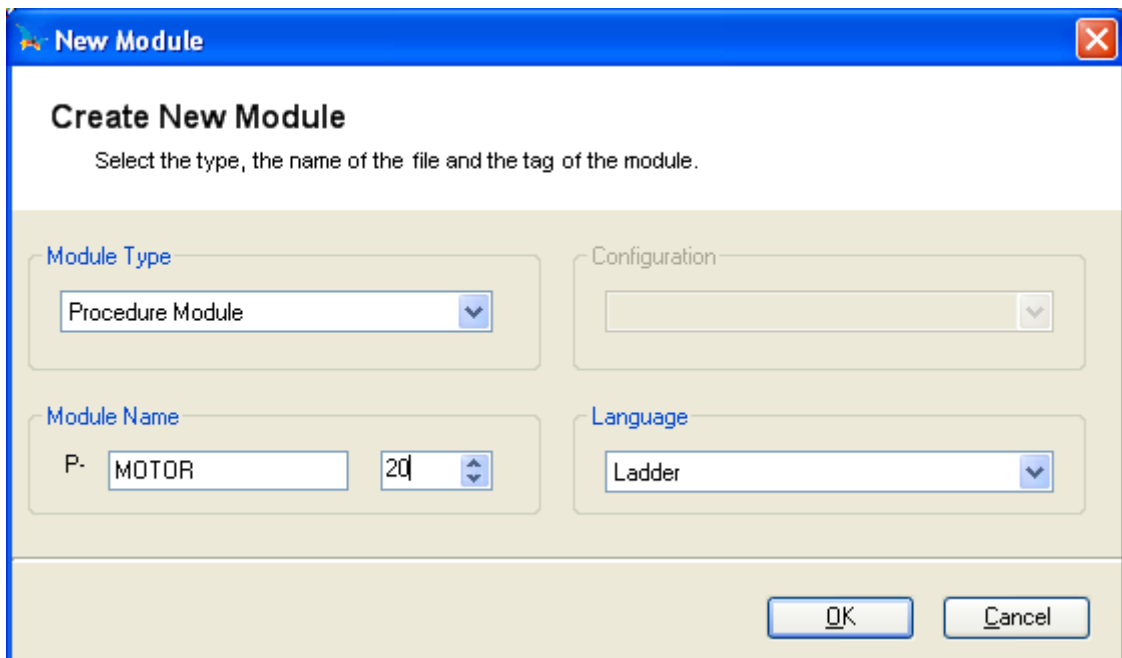 New Module
Create New Module
Select the type, the name of the file and the tag of the module.
Module Type
Configuration
Procedure Module
Module Name
Language
P- MOTOR 20
Ladder
OK Cancel